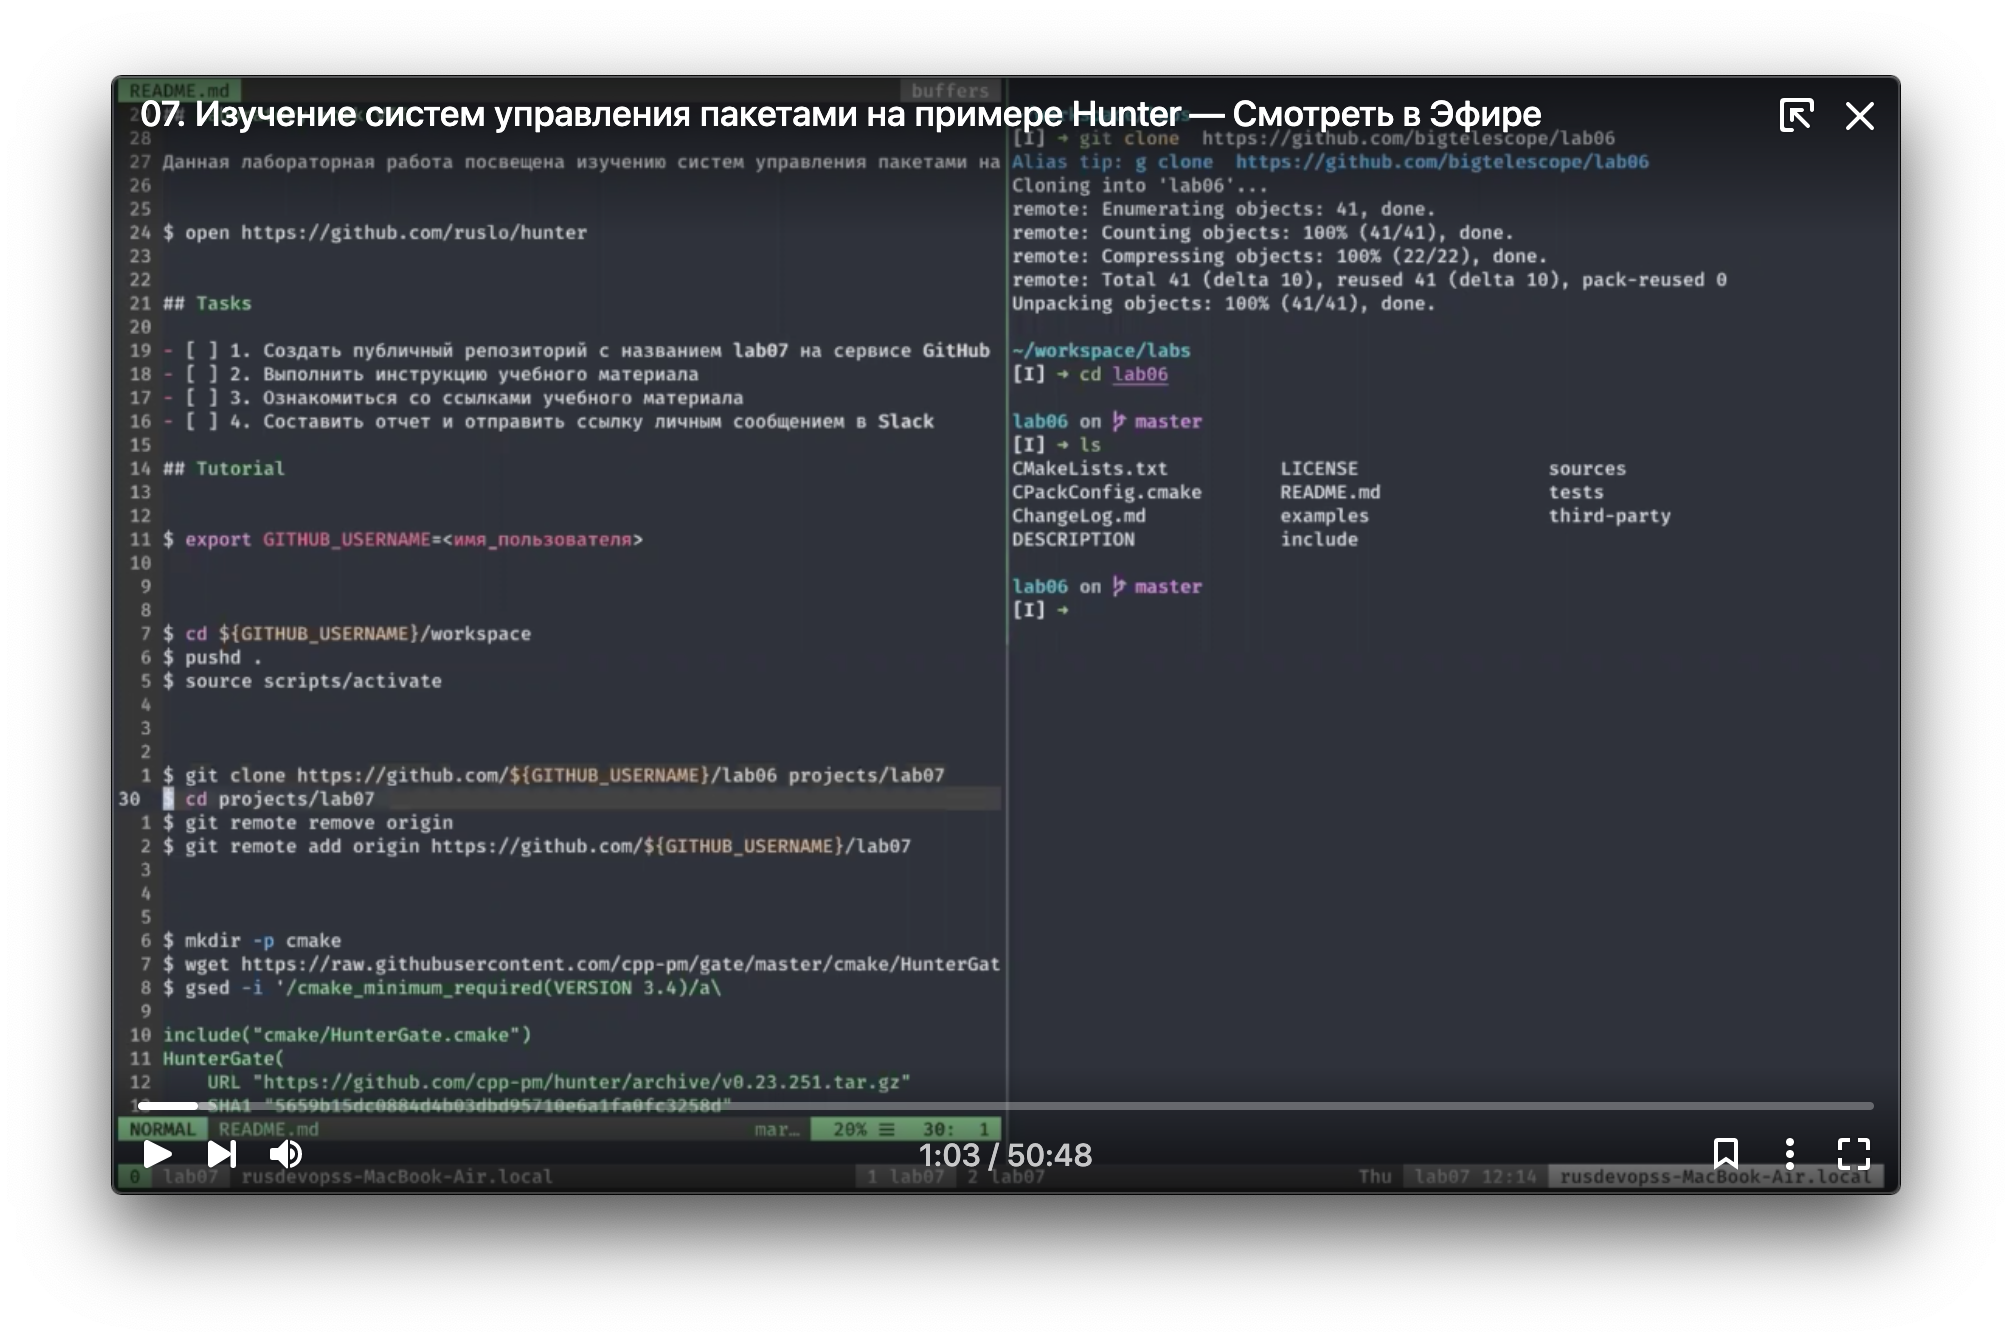 README.md
buffers
07. Изучение систем управления пакетами на примере Hunter — Смотреть в Эфире
28
27 Данная лабораторная работа посвещена изучению систем управления пакетами на
26
25
24 $ open https://github.com/ruslo/hunter
23
22
21 ## Tasks
20
19 - [ ] 1. Создать публичный репозиторий с названием lab07 на сервисе GitHub
18 - [ ] 2. Выполнить инструкцию учебного материала
17 - [ ] 3. Ознакомиться со ссылками учебного материала
16 - [ ] 4. Составить отчет и отправить ссылку личным сообщением в Slack
15
14 ## Tutorial
13
12
11 $ export GITHUB_USERNAME=<имя_пользователя>
10
9
8
7 $ cd ${GITHUB_USERNAME}/workspace
6 $ pushd .
5 $ source scripts/activate
4
3
2
1 $ git clone https://github.com/${GITHUB_USERNAME}/lab06 projects/lab07
30 $ cd projects/lab07
1 $ git remote remove origin
2 $ git remote add origin https://github.com/${GITHUB_USERNAME}/lab07
3
4
5
6 $ mkdir -p cmake
7 $ wget https://raw.githubusercontent.com/cpp-pm/gate/master/cmake/HunterGat
8 $ gsed -i '/cmake_minimum_required(VERSION 3.4)/a\
9
10 include("cmake/HunterGate.cmake")
11 HunterGate(
12 URL "https://github.com/cpp-pm/hunter/archive/v0.23.251.tar.gz"
13 SHA1 "5659b15dc0884d4b03dbd95710e6a1fa0fc3258d"
NORMAL README.md mar… 20% ☰ 30: 1
[I] ➜ git clone https://github.com/bigtelescope/lab06
Alias tip: g clone https://github.com/bigtelescope/lab06
Cloning into 'lab06'...
remote: Enumerating objects: 41, done.
remote: Counting objects: 100% (41/41), done.
remote: Compressing objects: 100% (22/22), done.
remote: Total 41 (delta 10), reused 41 (delta 10), pack-reused 0
Unpacking objects: 100% (41/41), done.
~/workspace/labs
[I] ➜ cd lab06
lab06 on master
[I] ➜ ls
CMakeLists.txt LICENSE sources
CPackConfig.cmake README.md tests
ChangeLog.md examples third-party
DESCRIPTION include
lab06 on master
[I] ➜
1:03 / 50:48
0 lab07 rusdevopss-MacBook-Air.local 1 lab07 2 lab07 Thu lab07 12:14 rusdevopss-MacBook-Air.local